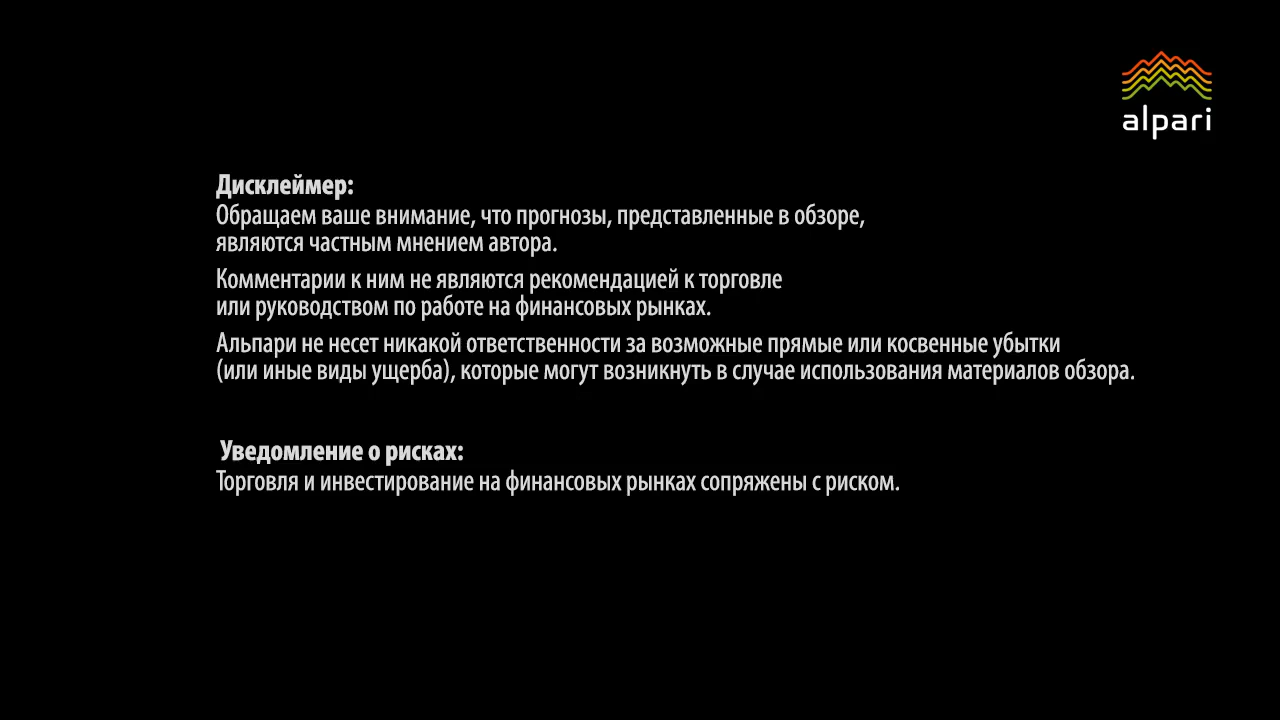 alpari
Дисклеймер:
Обращаем ваше внимание, что прогнозы, представленные в обзоре,
являются частным мнением автора.
Комментарии к ним не являются рекомендацией к торговле
или руководством по работе на финансовых рынках.
Альпари не несет никакой ответственности за возможные прямые или косвенные убытки
(или иные виды ущерба), которые могут возникнуть в случае использования материалов обзора.
Уведомление о рисках:
Торговля и инвестирование на финансовых рынках сопряжены с риском.